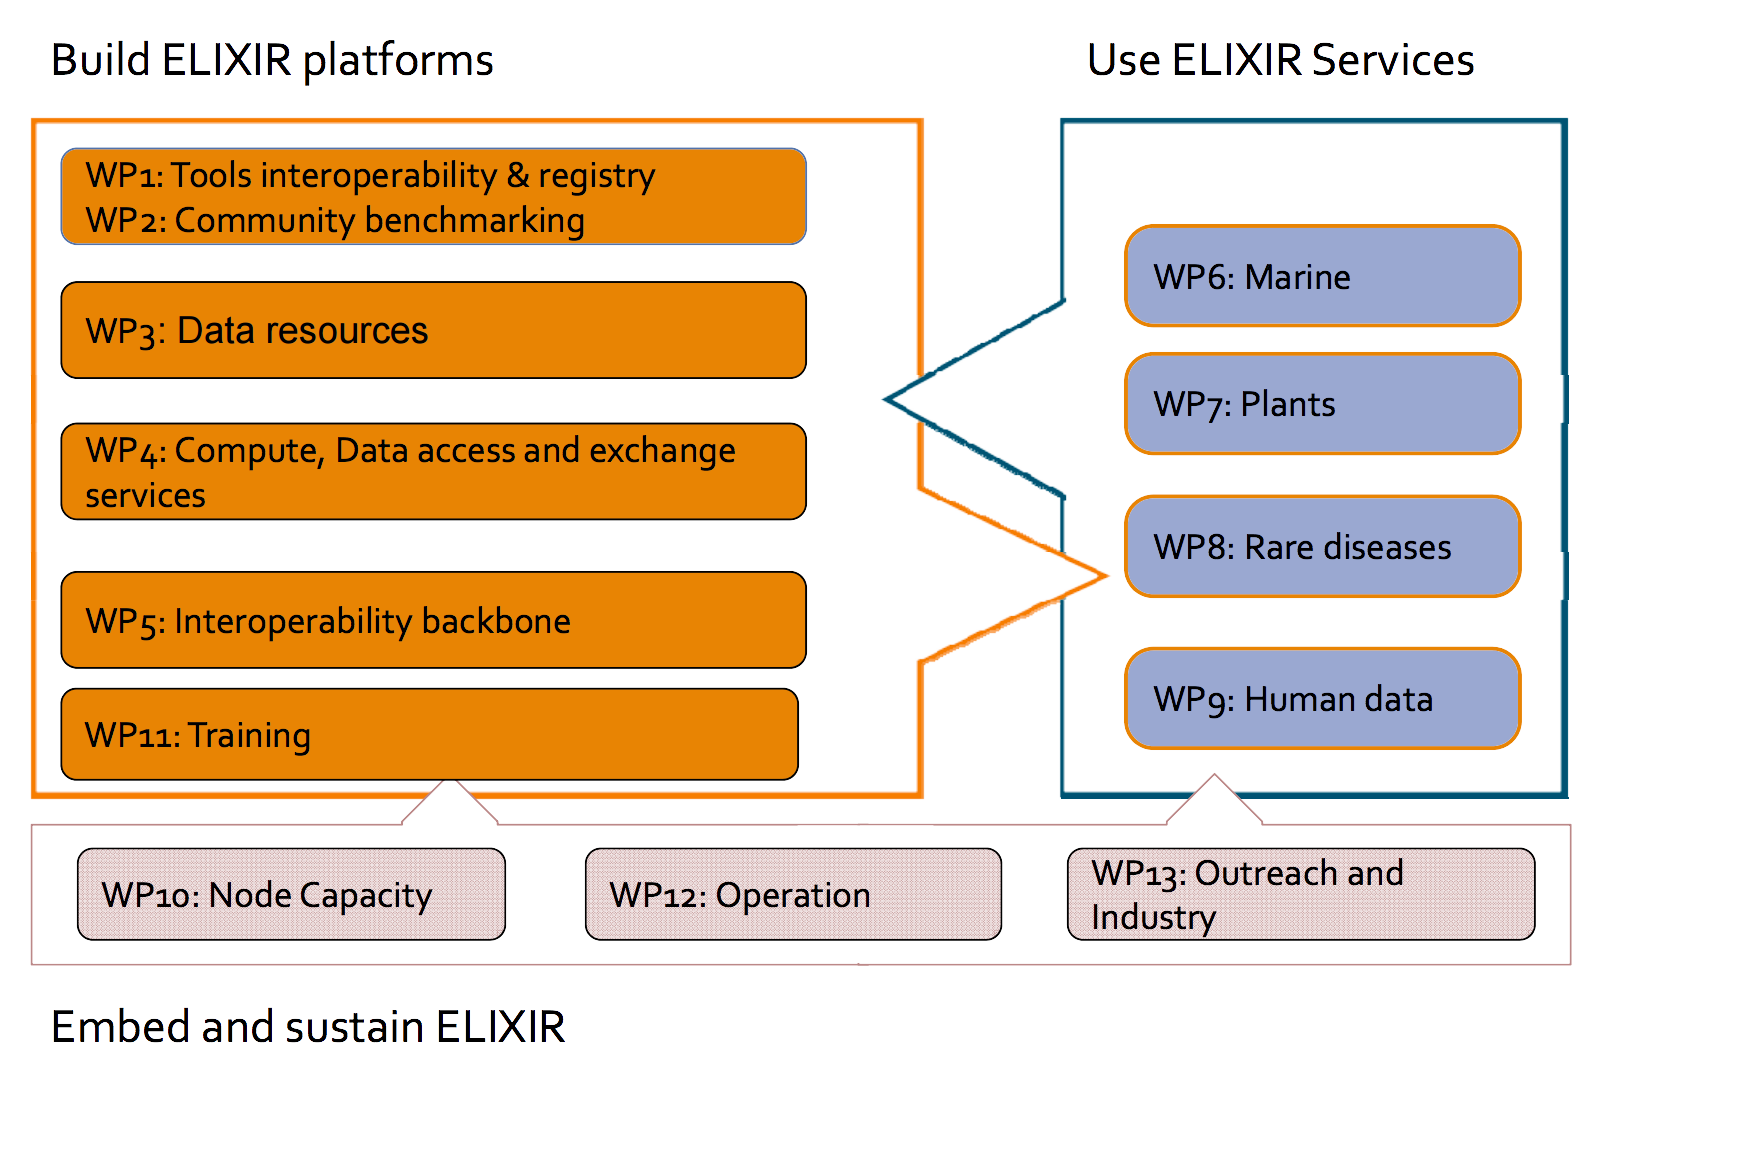 Build ELIXIR platforms
Use ELIXIR Services
WP1: Tools interoperability & registry
WP2: Community benchmarking
WP3: Data resources
WP4: Compute, Data access and exchange
services
WP5: Interoperability backbone
WP11: Training
WP6: Marine
WP7: Plants
WP8: Rare diseases
WP9: Human data
WP10: Node Capacity
WP12: Operation
WP13: Outreach and
Industry
Embed and sustain ELIXIR